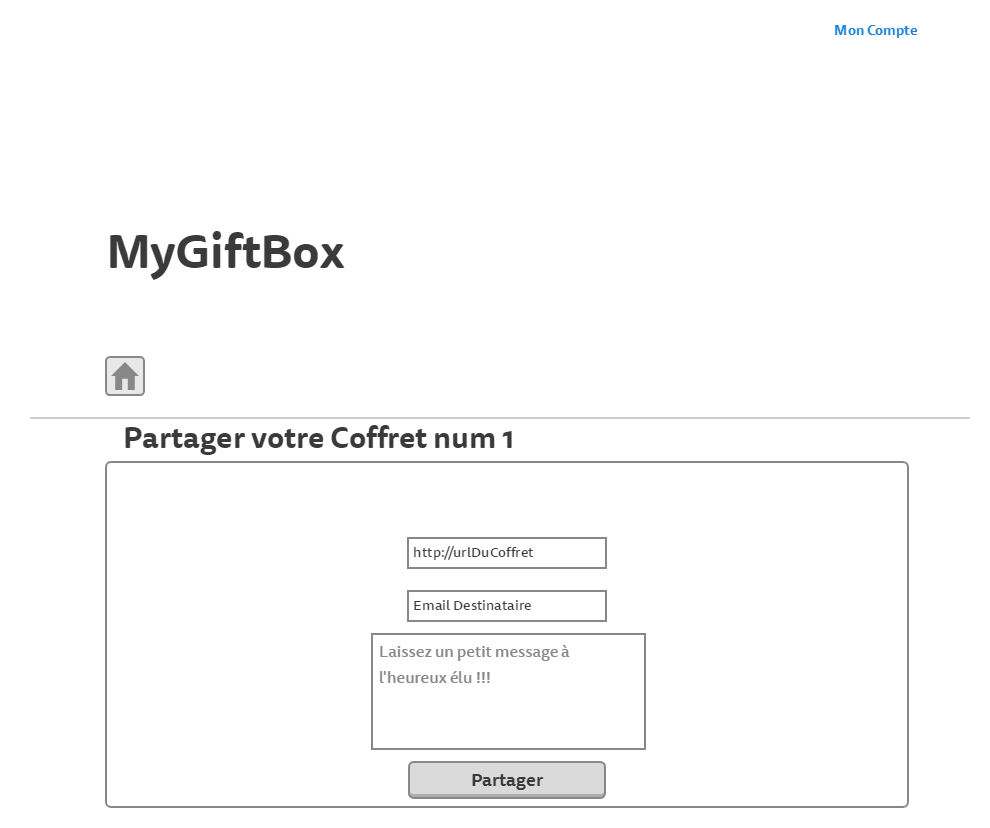 Mon Compte
MyGiftBox
Partager votre Coffret num 1
http://urlDuCoffret
Email Destinataire
Laissez un petit message à
l'heureux élu !!!
Partager